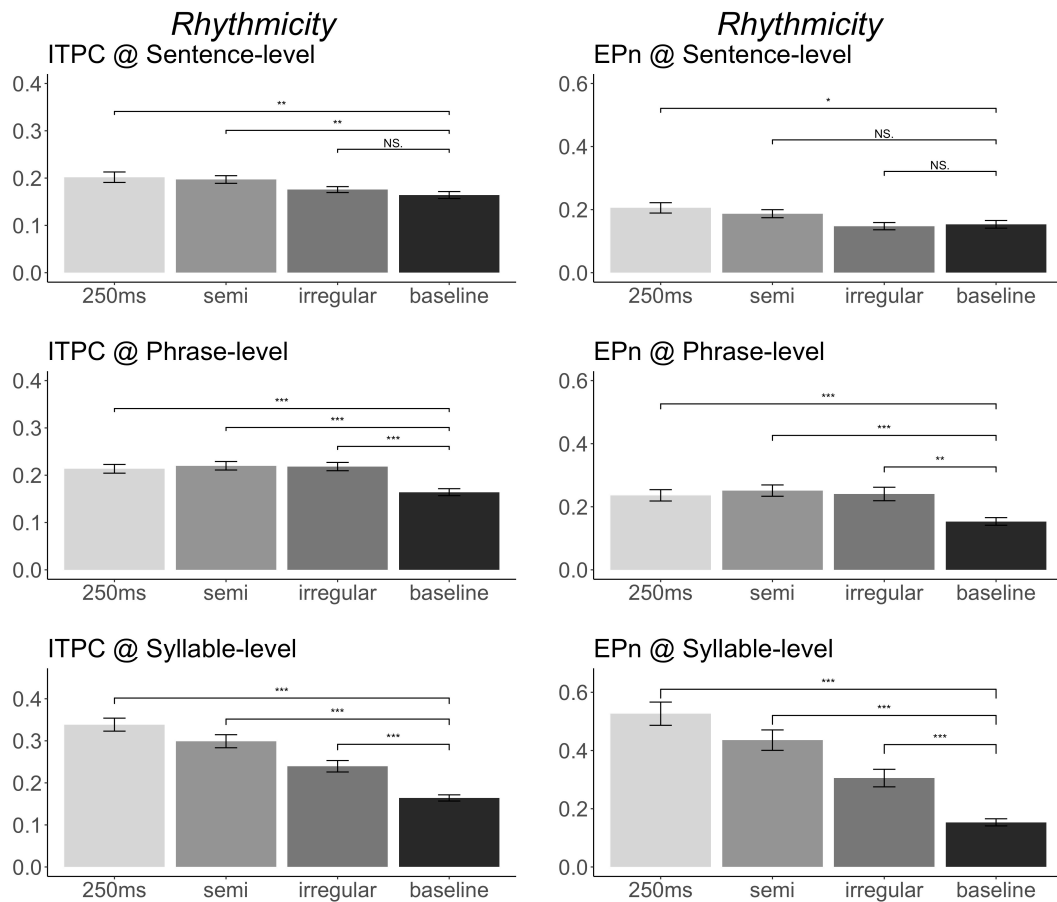 Rhythmicity
ITPC @ Sentence-level
0.4
**
0.3
**
NS.
0.2
0.1
0.0
250ms semi irregular baseline
Rhythmicity
EPn @ Sentence-level
0.6
*
0.4
NS.
NS.
0.2
0.0
250ms semi irregular baseline
ITPC @ Phrase-level
0.4
***
0.3
***
***
0.2
0.1
0.0
250ms semi irregular baseline
EPn @ Phrase-level
0.6
***
0.4
***
**
0.2
0.0
250ms semi irregular baseline
ITPC @ Syllable-level
0.4
***
***
0.3
***
0.2
0.1
0.0
250ms semi irregular baseline
EPn @ Syllable-level
0.6
***
***
0.4
***
0.2
0.0
250ms semi irregular baseline